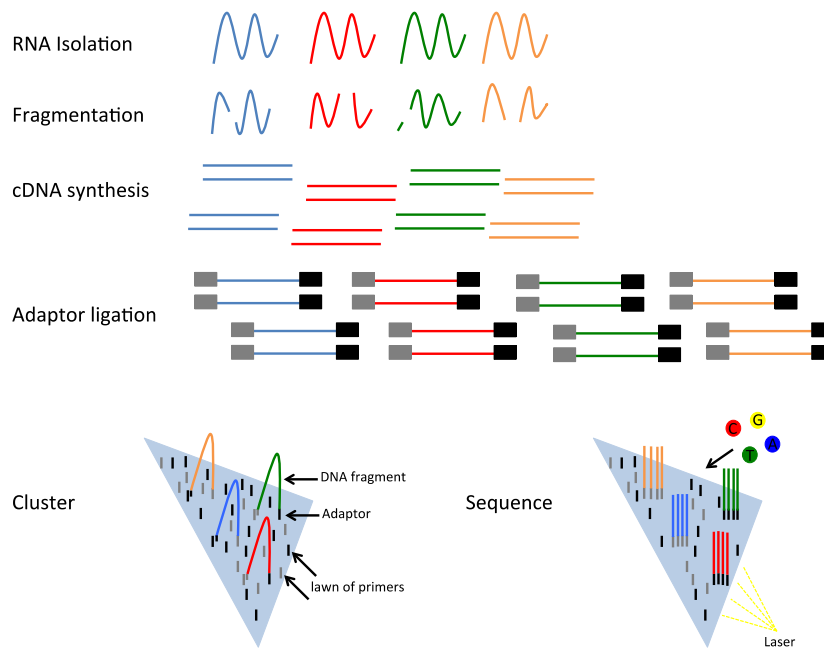 RNA Isolation
Fragmentation
cDNA synthesis
Adaptor ligation
Cluster
DNA fragment
Adaptor
lawn of primers
Sequence
C
G
A
T
Laser